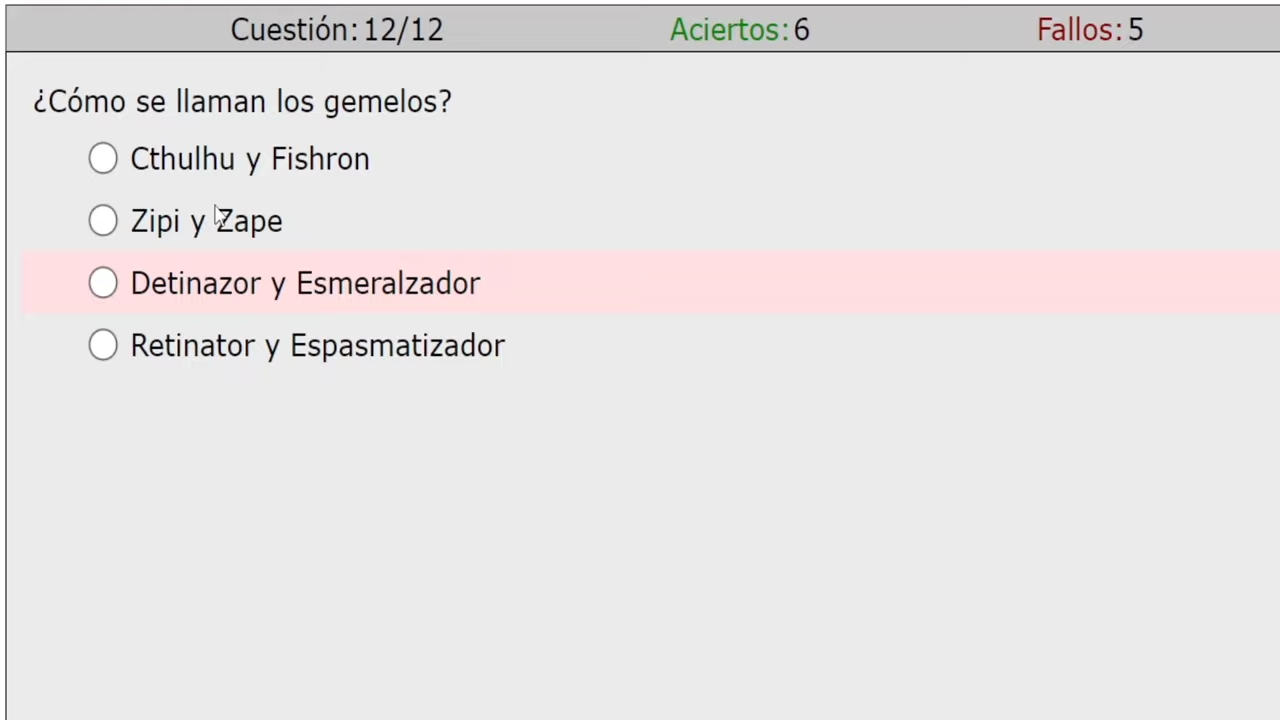 Cuestión: 12/12 Aciertos: 6 Fallos: 5
¿Cómo se llaman los gemelos?
Cthulhu y Fishron
Zipi y Zape
Detinazor y Esmeralzador
Retinator y Espasmatizador